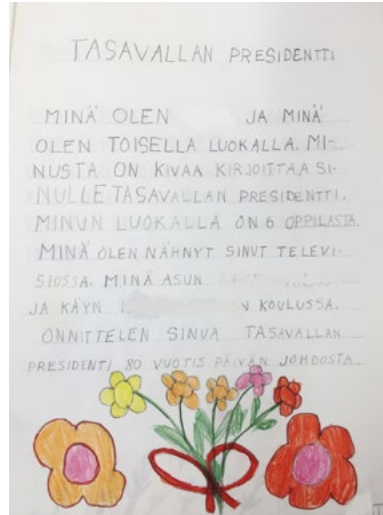 TASAVALLAN PRESIDENTTI
MINÄ OLEN JA MINÄ
OLEN TOISELLA LUOKALLA. MI-
NUSTA ON KIVAA KIRJOITTAA SI-
NULLE TASAVALLAN PRESIDENTTI.
MINUN LUOKALLA ON 6 OPPILASTA.
MINÄ OLEN NÄHNYT SINUT TELEVI-
SIOSSA. MINÄ ASUN
JA KÄYN KOULUSSA.
ONNITTELEN SINUA TASAVALLAN
PRESIDENTI 80 VUOTIS PÄIVÄN JOHDOSTA